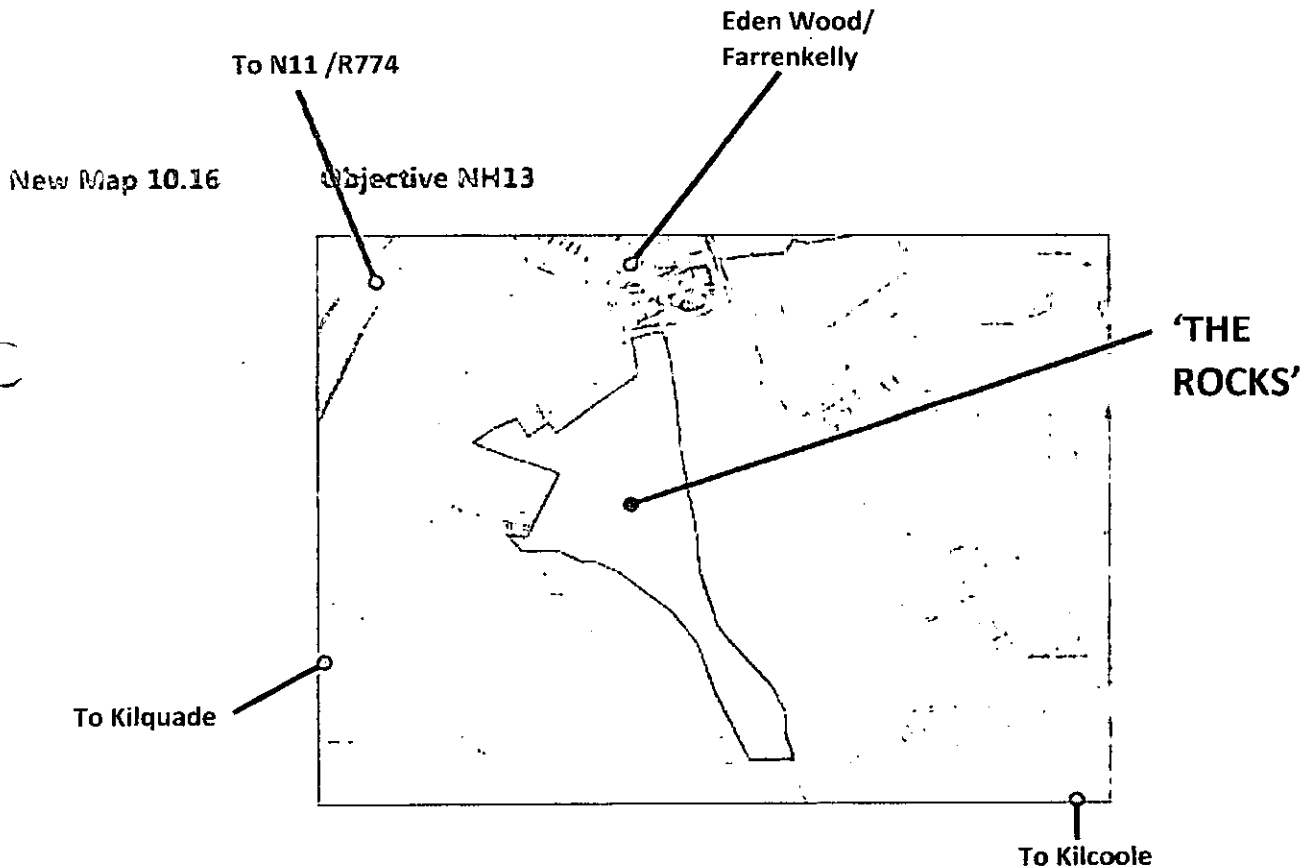 Eden Wood/
Farrenkelly
To N11 /R774
New Map 10.16 Objective NH13
‘THE
ROCKS’
To Kilquade
To Kilcoole